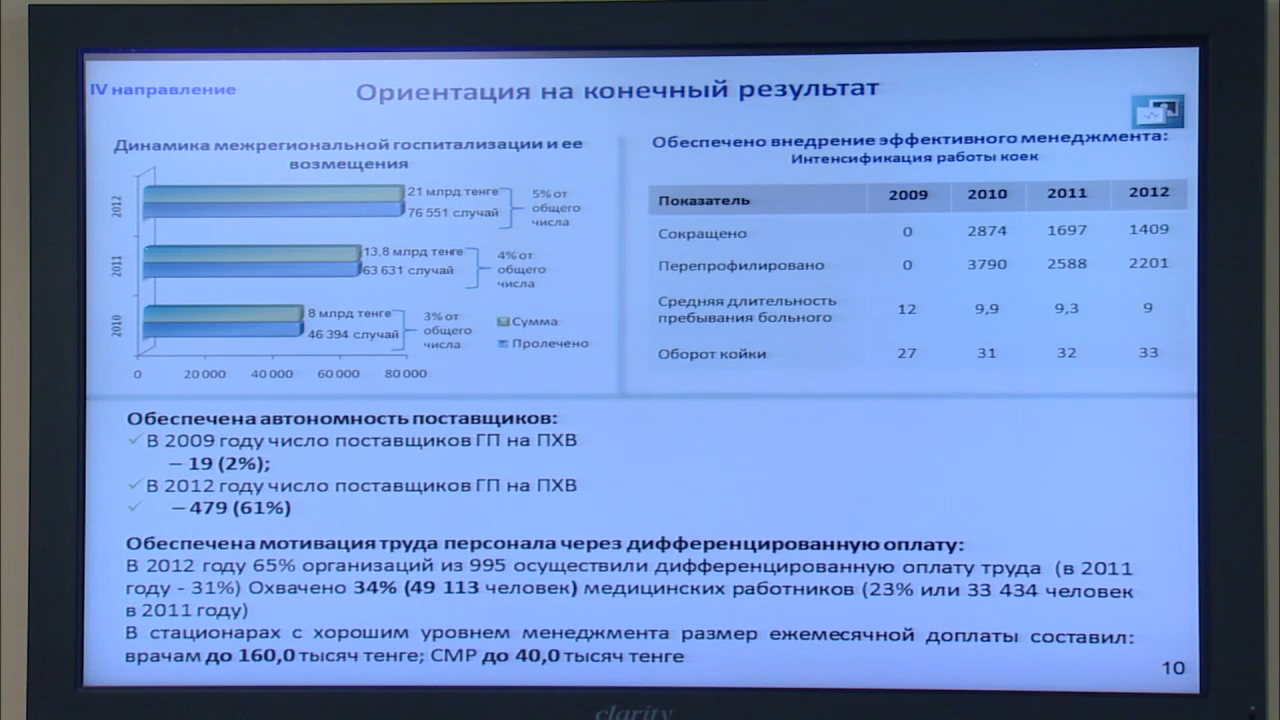 IV направление
Ориентация на конечный результат
Динамика межрегиональной госпитализации и ее
возмещения
2012
21 млрд тенге
76 551 случай
5% от
общего
числа
2011
13,8 млрд тенге
63 631 случай
4% от
общего
числа
2010
8 млрд тенге
46 394 случай
3% от
общего
числа
Сумма
Пролечено
0 20 000 40 000 60 000 80 000
Обеспечено внедрение эффективного менеджмента:
Интенсификация работы коек
Показатель 2009 2010 2011 2012
Сокращено 0 2874 1697 1409
Перепрофилировано 0 3790 2588 2201
Средняя длительность
пребывания больного 12 9,9 9,3 9
Оборот койки 27 31 32 33
Обеспечена автономность поставщиков:
В 2009 году число поставщиков ГП на ПХВ
– 19 (2%);
В 2012 году число поставщиков ГП на ПХВ
– 479 (61%)
Обеспечена мотивация труда персонала через дифференцированную оплату:
В 2012 году 65% организаций из 995 осуществили дифференцированную оплату труда (в 2011
году - 31%) Охвачено 34% (49 113 человек) медицинских работников (23% или 33 434 человек
в 2011 году)
В стационарах с хорошим уровнем менеджмента размер ежемесячной доплаты составил:
врачам до 160,0 тысяч тенге; СМР до 40,0 тысяч тенге
10
clarity